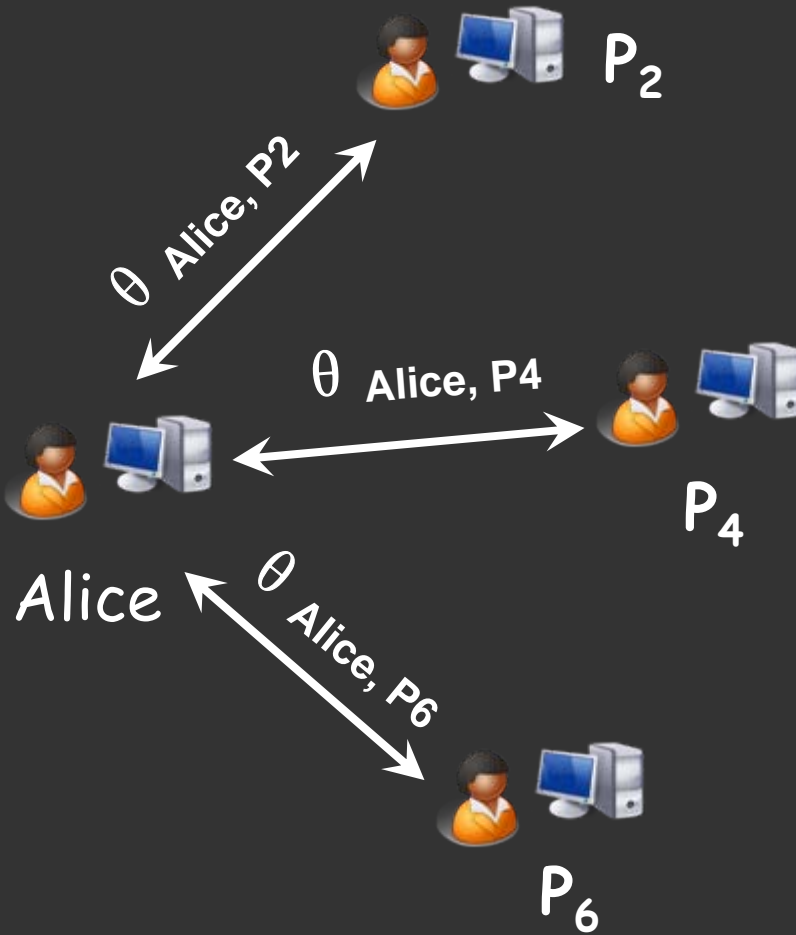 P₂
θ Alice, P2
θ Alice, P4
P₄
Alice
θ Alice, P6
P₆